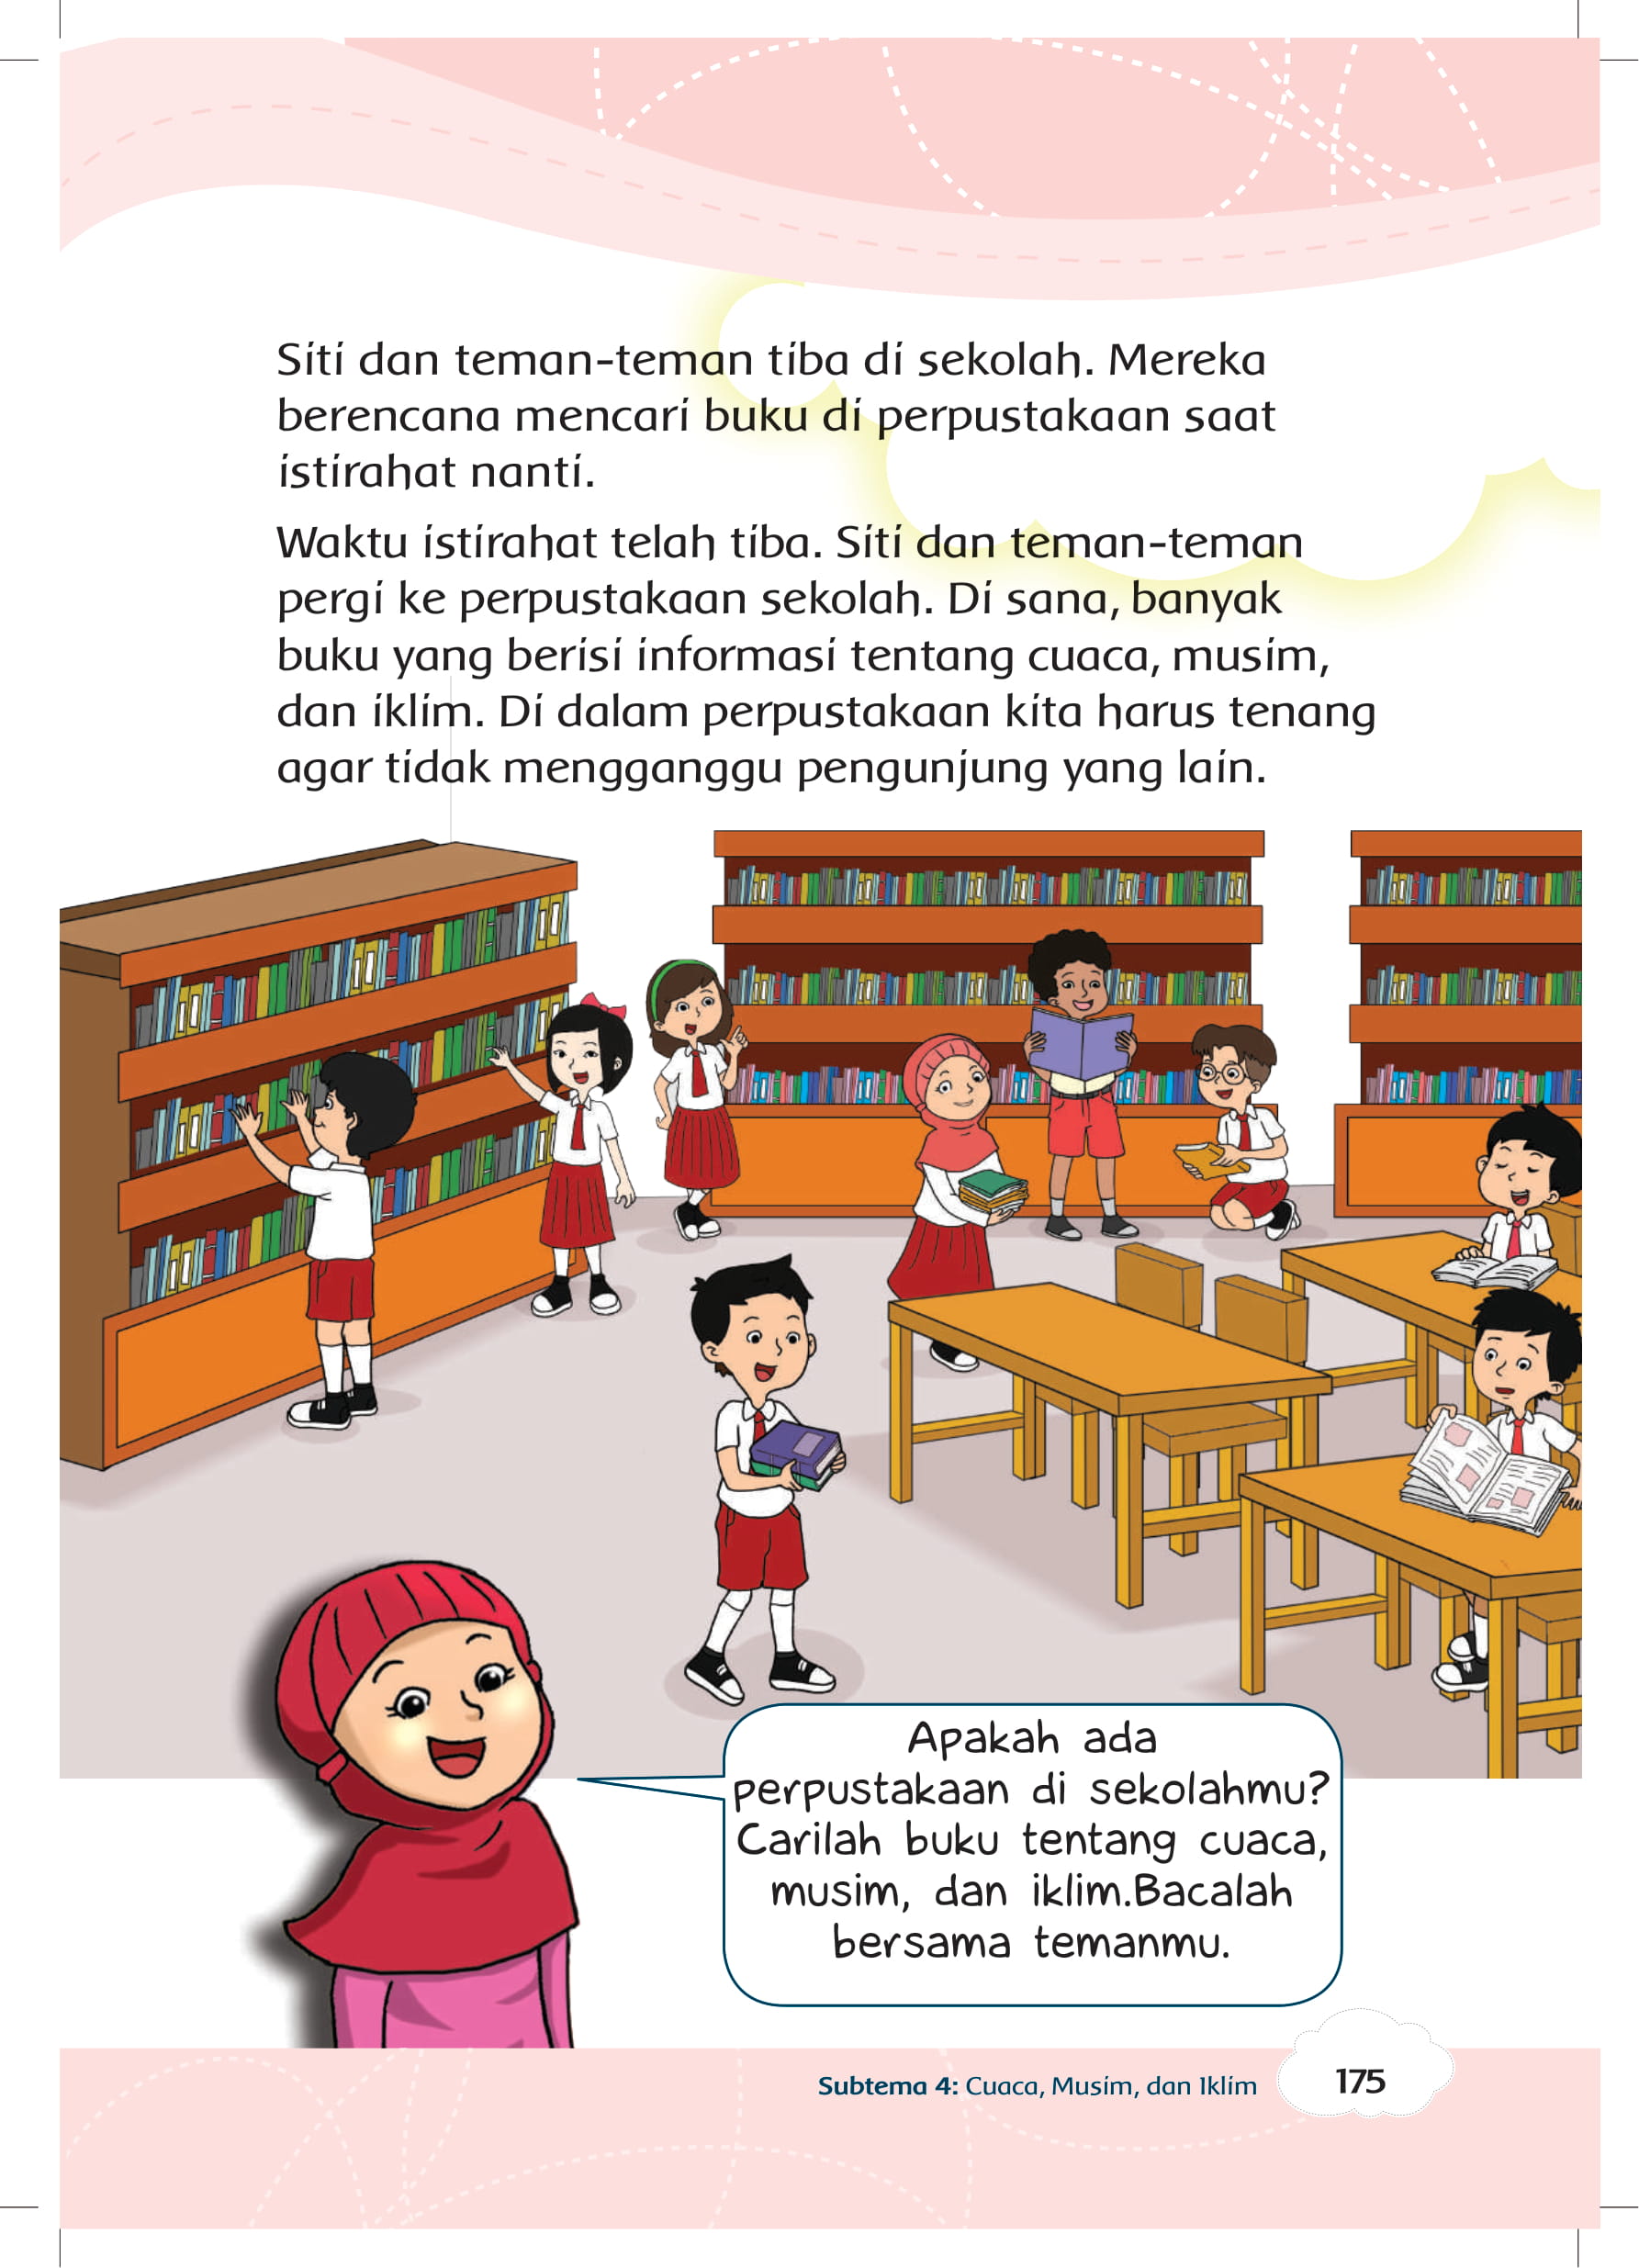 Siti dan teman-teman tiba di sekolah. Mereka
berencana mencari buku di perpustakaan saat
istirahat nanti.
Waktu istirahat telah tiba. Siti dan teman-teman
pergi ke perpustakaan sekolah. Di sana, banyak
buku yang berisi informasi tentang cuaca, musim,
dan iklim. Di dalam perpustakaan kita harus tenang
agar tidak mengganggu pengunjung yang lain.
Apakah ada
perpustakaan di sekolahmu?
Carilah buku tentang cuaca,
musim, dan iklim.Bacalah
bersama temanmu.
Subtema 4: Cuaca, Musim, dan Iklim
175